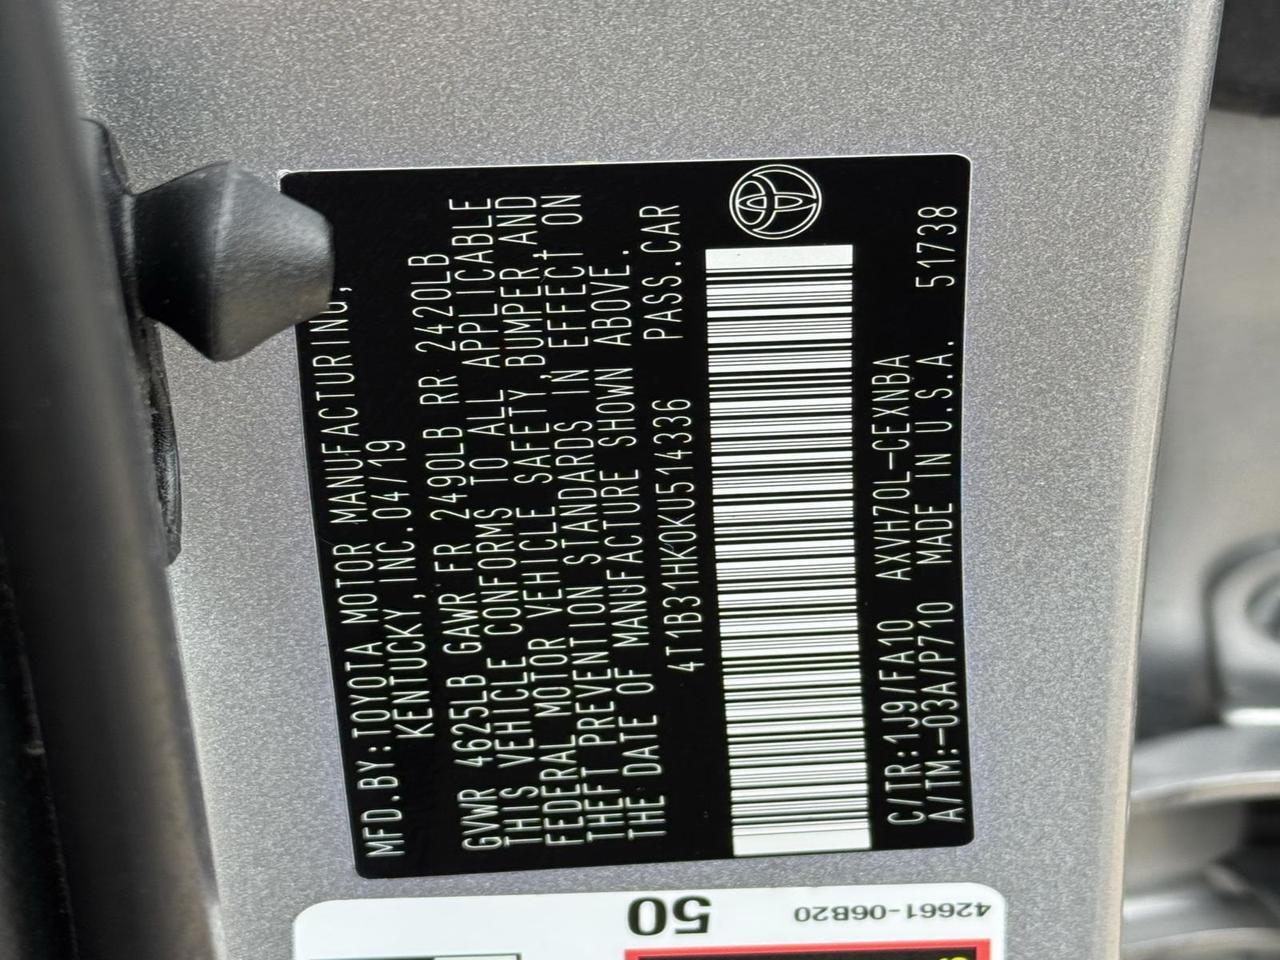 MFD.BY:TOYOTA MOTOR MANUFACTURING,
KENTUCKY,INC.04/19
GVWR 4625LB GAWR FR 2490LB RR 2420LB
THIS VEHICLE CONFORMS TO ALL APPLICABLE
FEDERAL MOTOR VEHICLE SAFETY,BUMPER,AND
THEFT PREVENTION STANDARDS IN EFFECT ON
THE DATE OF MANUFACTURE SHOWN ABOVE.
4T1B31HK0KU514336 PASS.CAR
C/TR:1J9/FA10 AXVH70L-CEXNBA
A/TM:-03A/P710 MADE IN U.S.A. 51738
42661-06B20
50